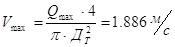 V_max = (Q_max · 4) / (π · Д_T^2) = 1.886 м/с